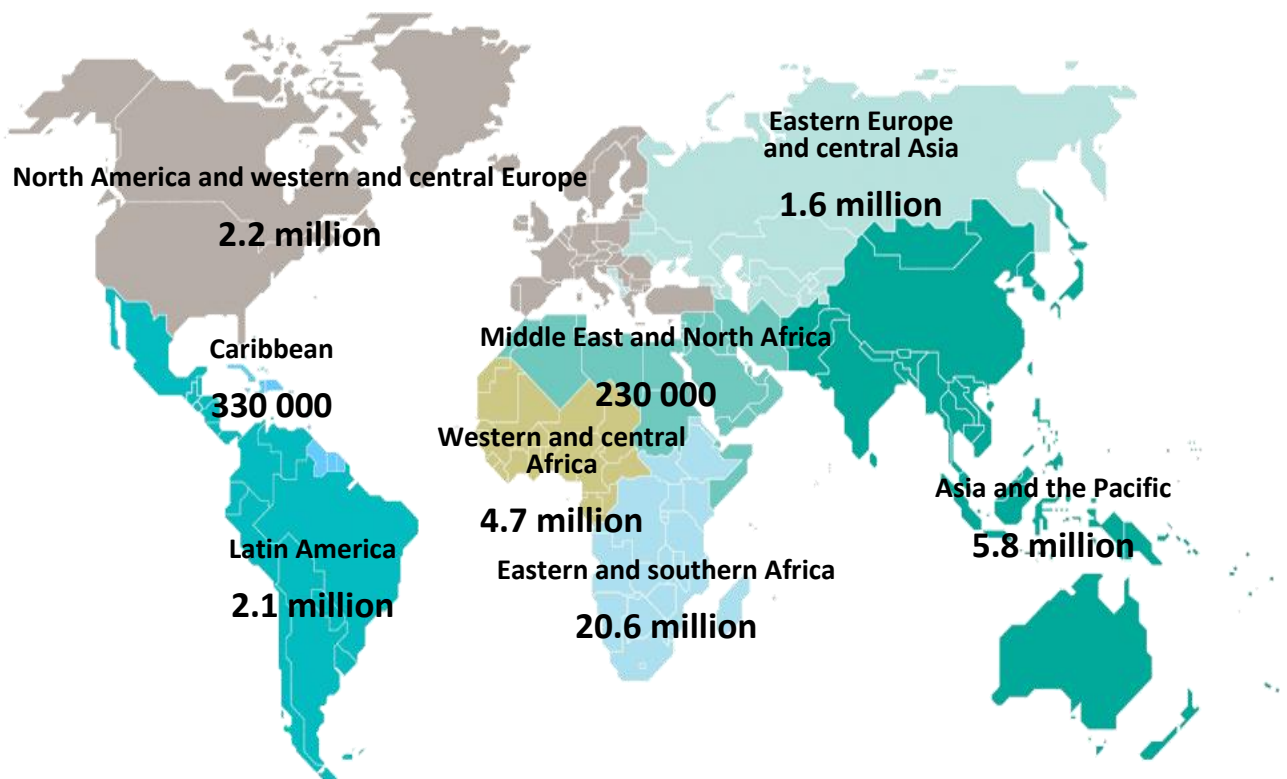 Eastern Europe
and central Asia
1.6 million
North America and western and central Europe
2.2 million
Middle East and North Africa
230 000
Caribbean
330 000
Western and central
Africa
4.7 million
Asia and the Pacific
5.8 million
Latin America
2.1 million
Eastern and southern Africa
20.6 million